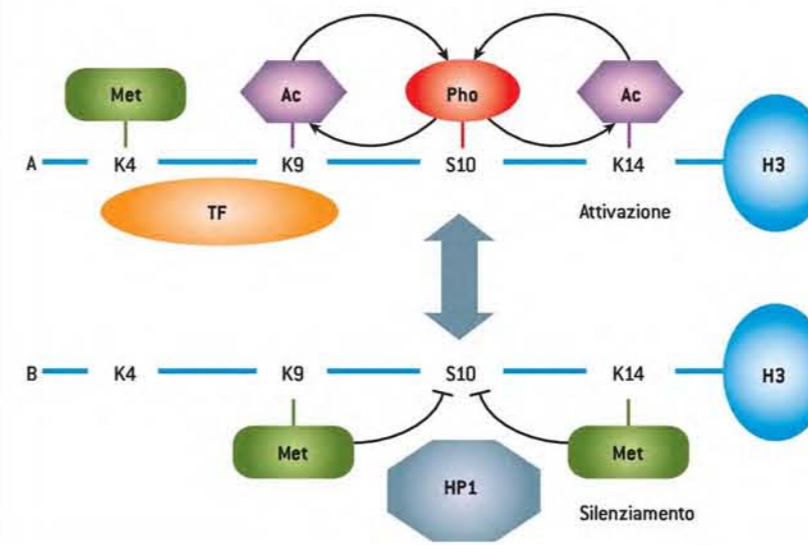 Met
Ac
Pho
Ac
A K4 K9 S10 K14 H3
TF
Attivazione
B K4 K9 S10 K14 H3
Met
Met
HP1
Silenziamento